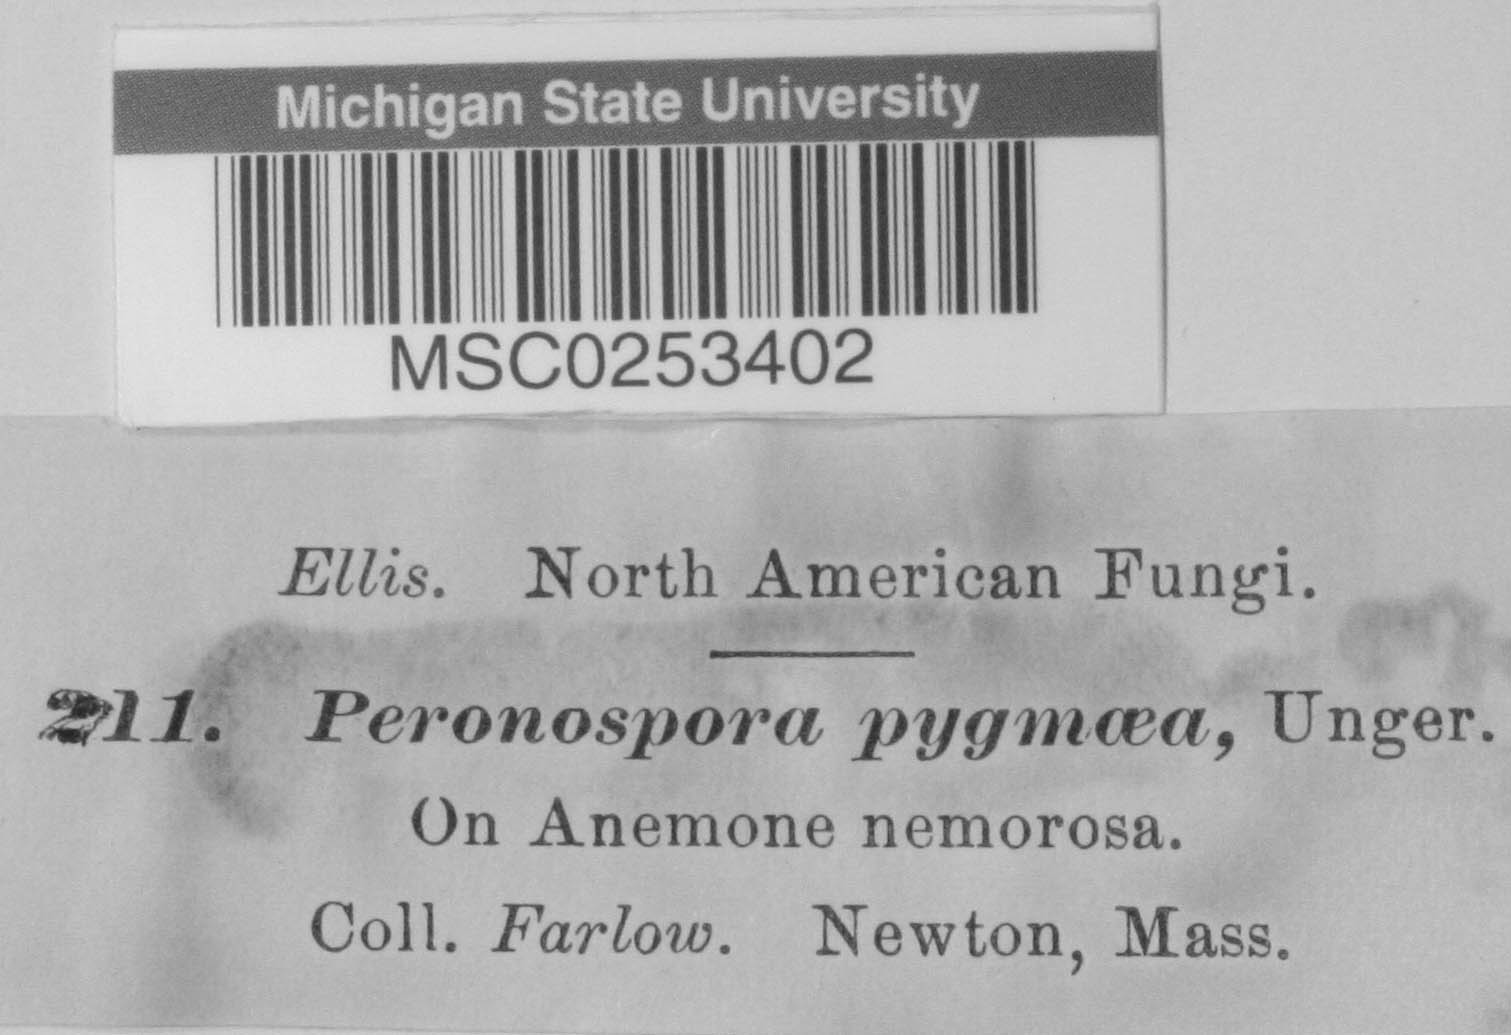 Michigan State University
MSC0253402
Ellis. North American Fungi.
211. Peronospora pygmæa, Unger.
On Anemone nemorosa.
Coll. Farlow. Newton, Mass.